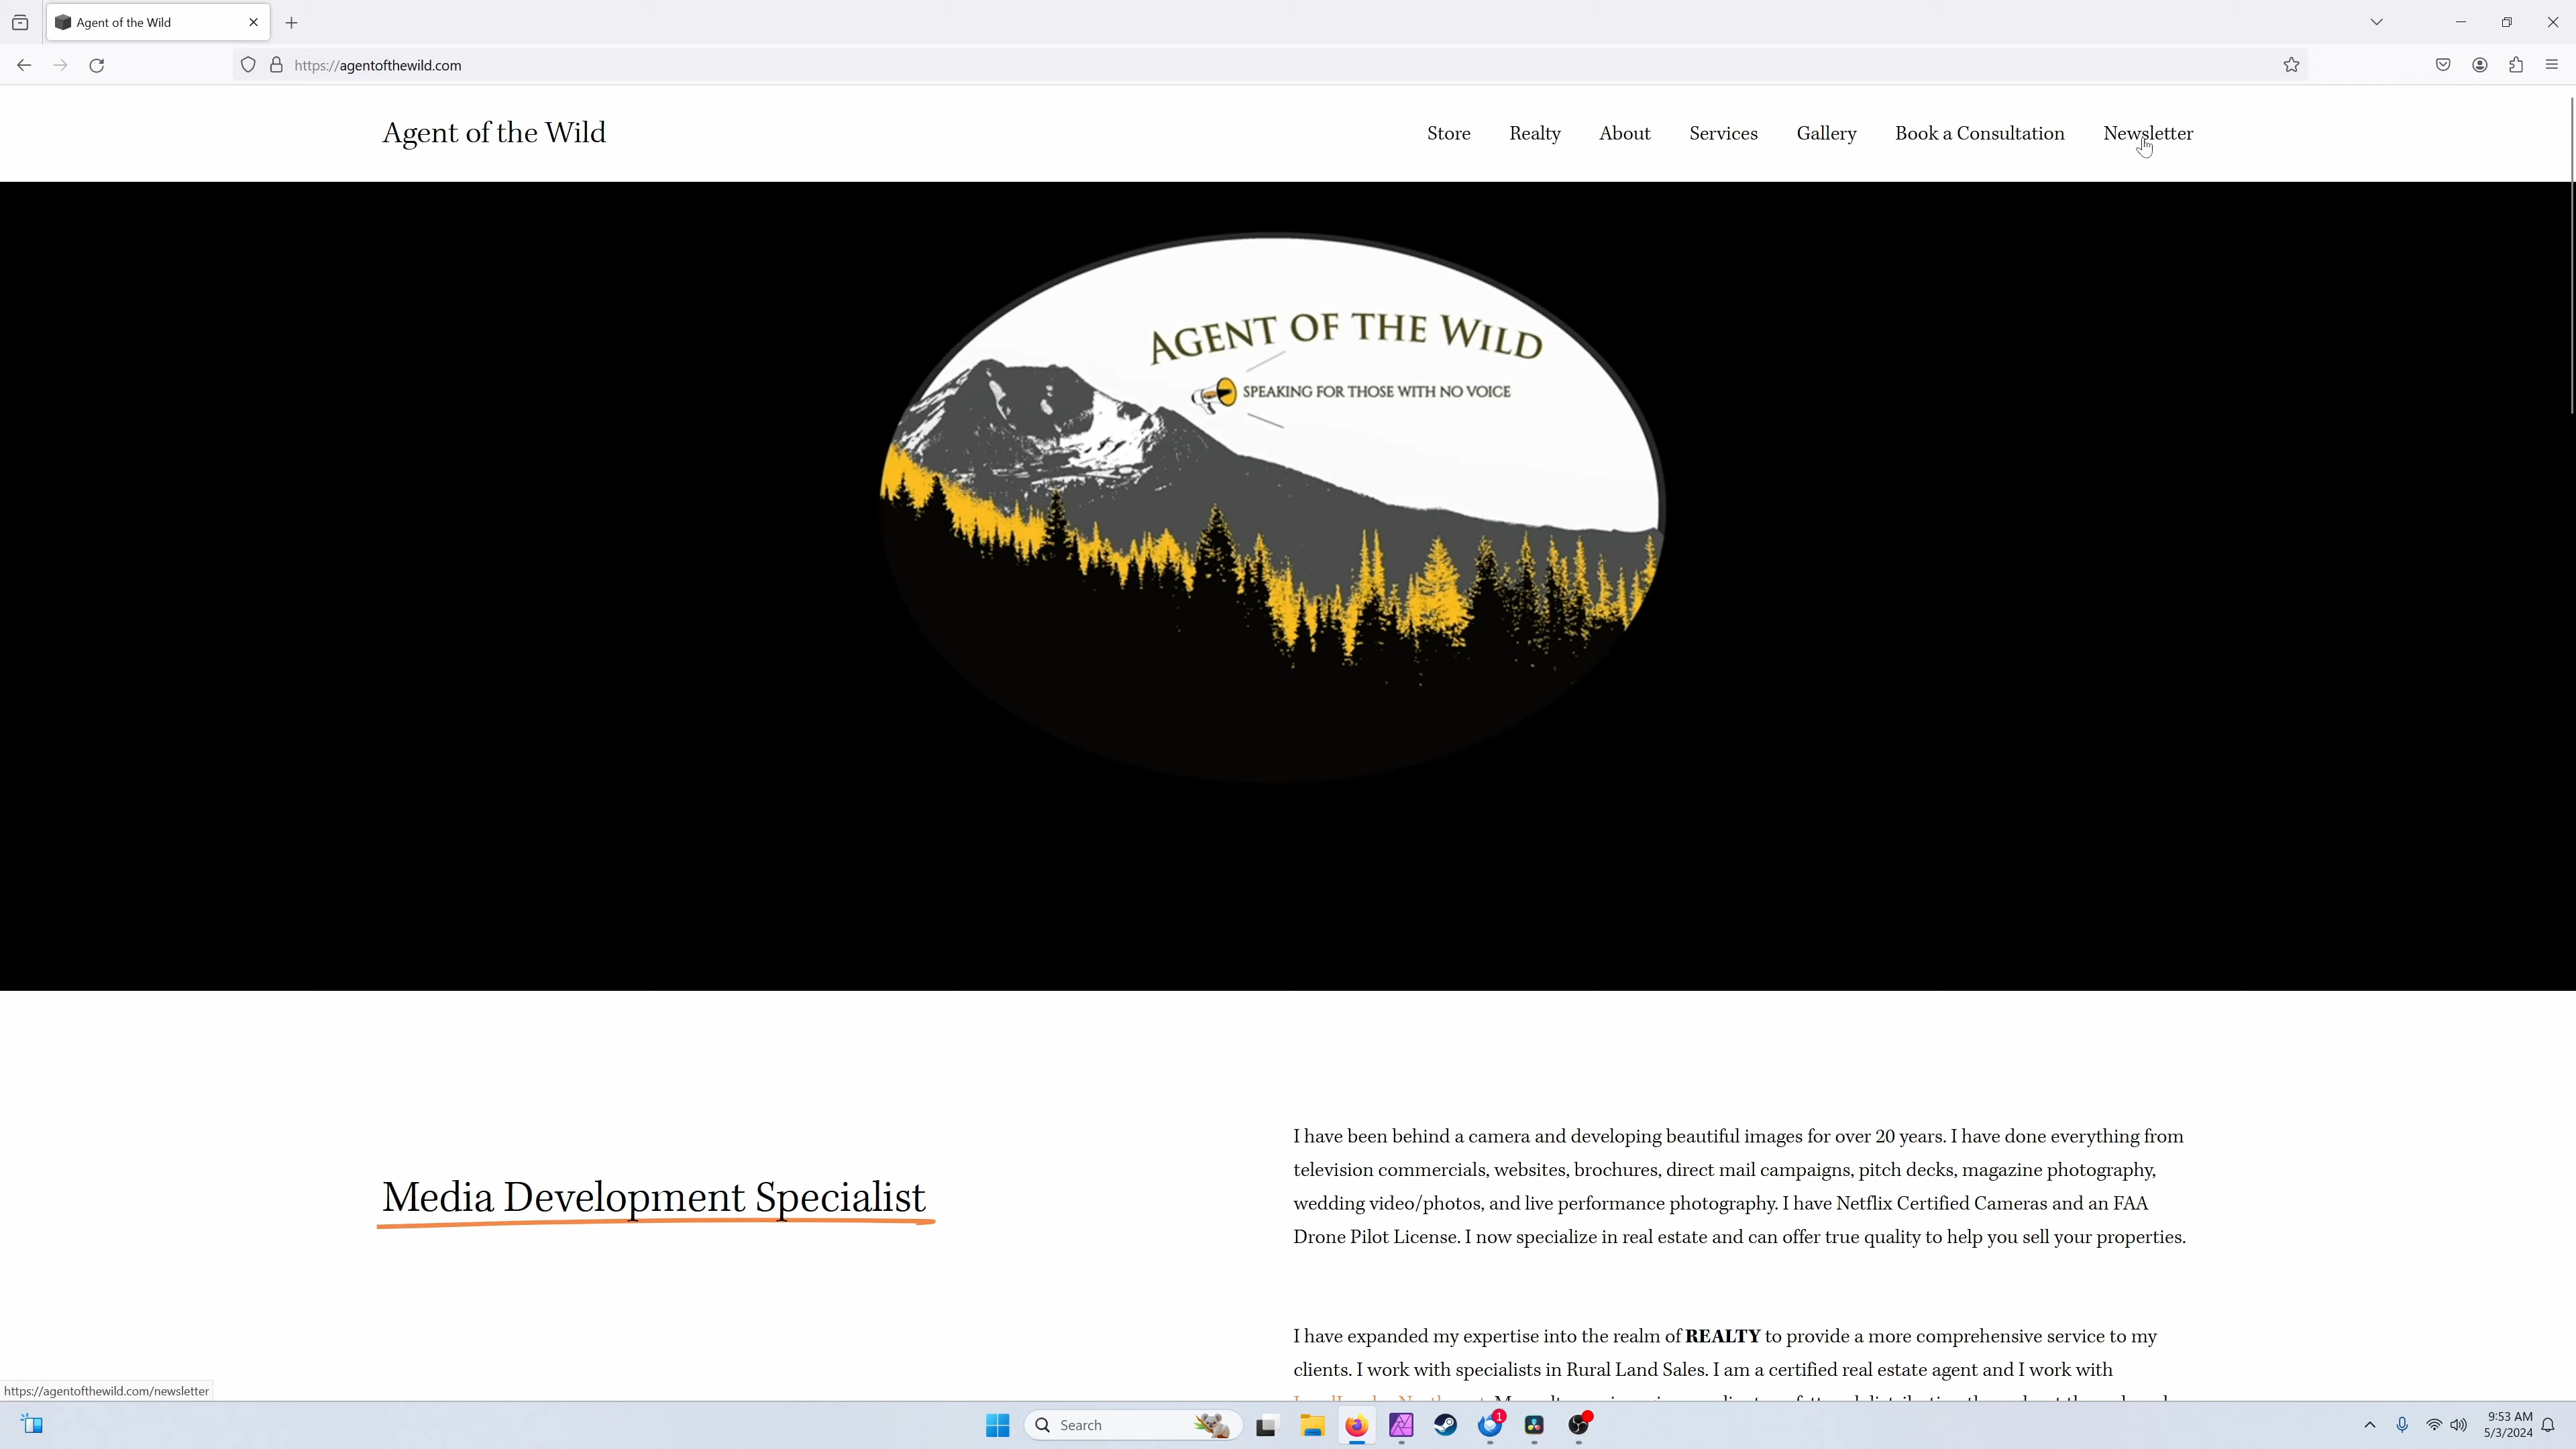 Agent of the Wild
https://agentofthewild.com
Agent of the Wild
Store Realty About Services Gallery Book a Consultation Newsletter
AGENT OF THE WILD
SPEAKING FOR THOSE WITH NO VOICE
Media Development Specialist
I have been behind a camera and developing beautiful images for over 20 years. I have done everything from
television commercials, websites, brochures, direct mail campaigns, pitch decks, magazine photography,
wedding video/photos, and live performance photography. I have Netflix Certified Cameras and an FAA
Drone Pilot License. I now specialize in real estate and can offer true quality to help you sell your properties.
I have expanded my expertise into the realm of REALTY to provide a more comprehensive service to my
clients. I work with specialists in Rural Land Sales. I am a certified real estate agent and I work with
https://agentofthewild.com/newsletter
Search
1
9:53 AM
5/3/2024